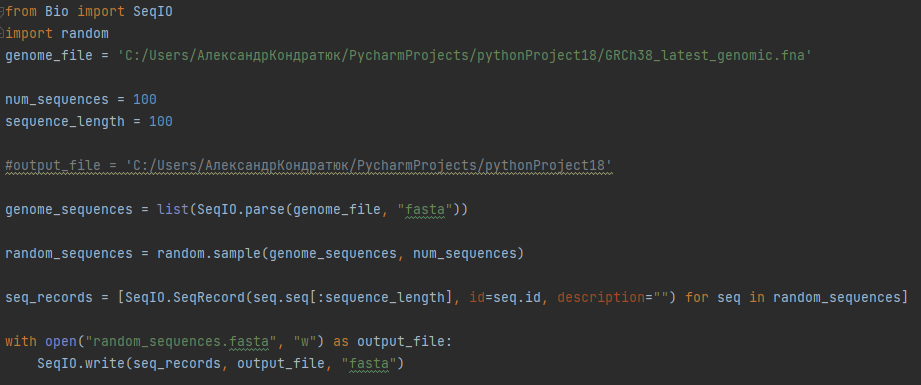 from Bio import SeqIO
import random
genome_file = 'C:/Users/АлександрКондратюк/PycharmProjects/pythonProject18/GRCh38_latest_genomic.fna'
num_sequences = 100
sequence_length = 100
#output_file = 'C:/Users/АлександрКондратюк/PycharmProjects/pythonProject18'
genome_sequences = list(SeqIO.parse(genome_file, "fasta"))
random_sequences = random.sample(genome_sequences, num_sequences)
seq_records = [SeqIO.SeqRecord(seq.seq[:sequence_length], id=seq.id, description="") for seq in random_sequences]
with open("random_sequences.fasta", "w") as output_file:
    SeqIO.write(seq_records, output_file, "fasta")